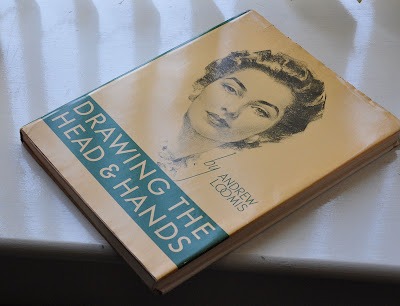 DRAWING THE
HEAD & HANDS
by ANDREW
LOOMIS